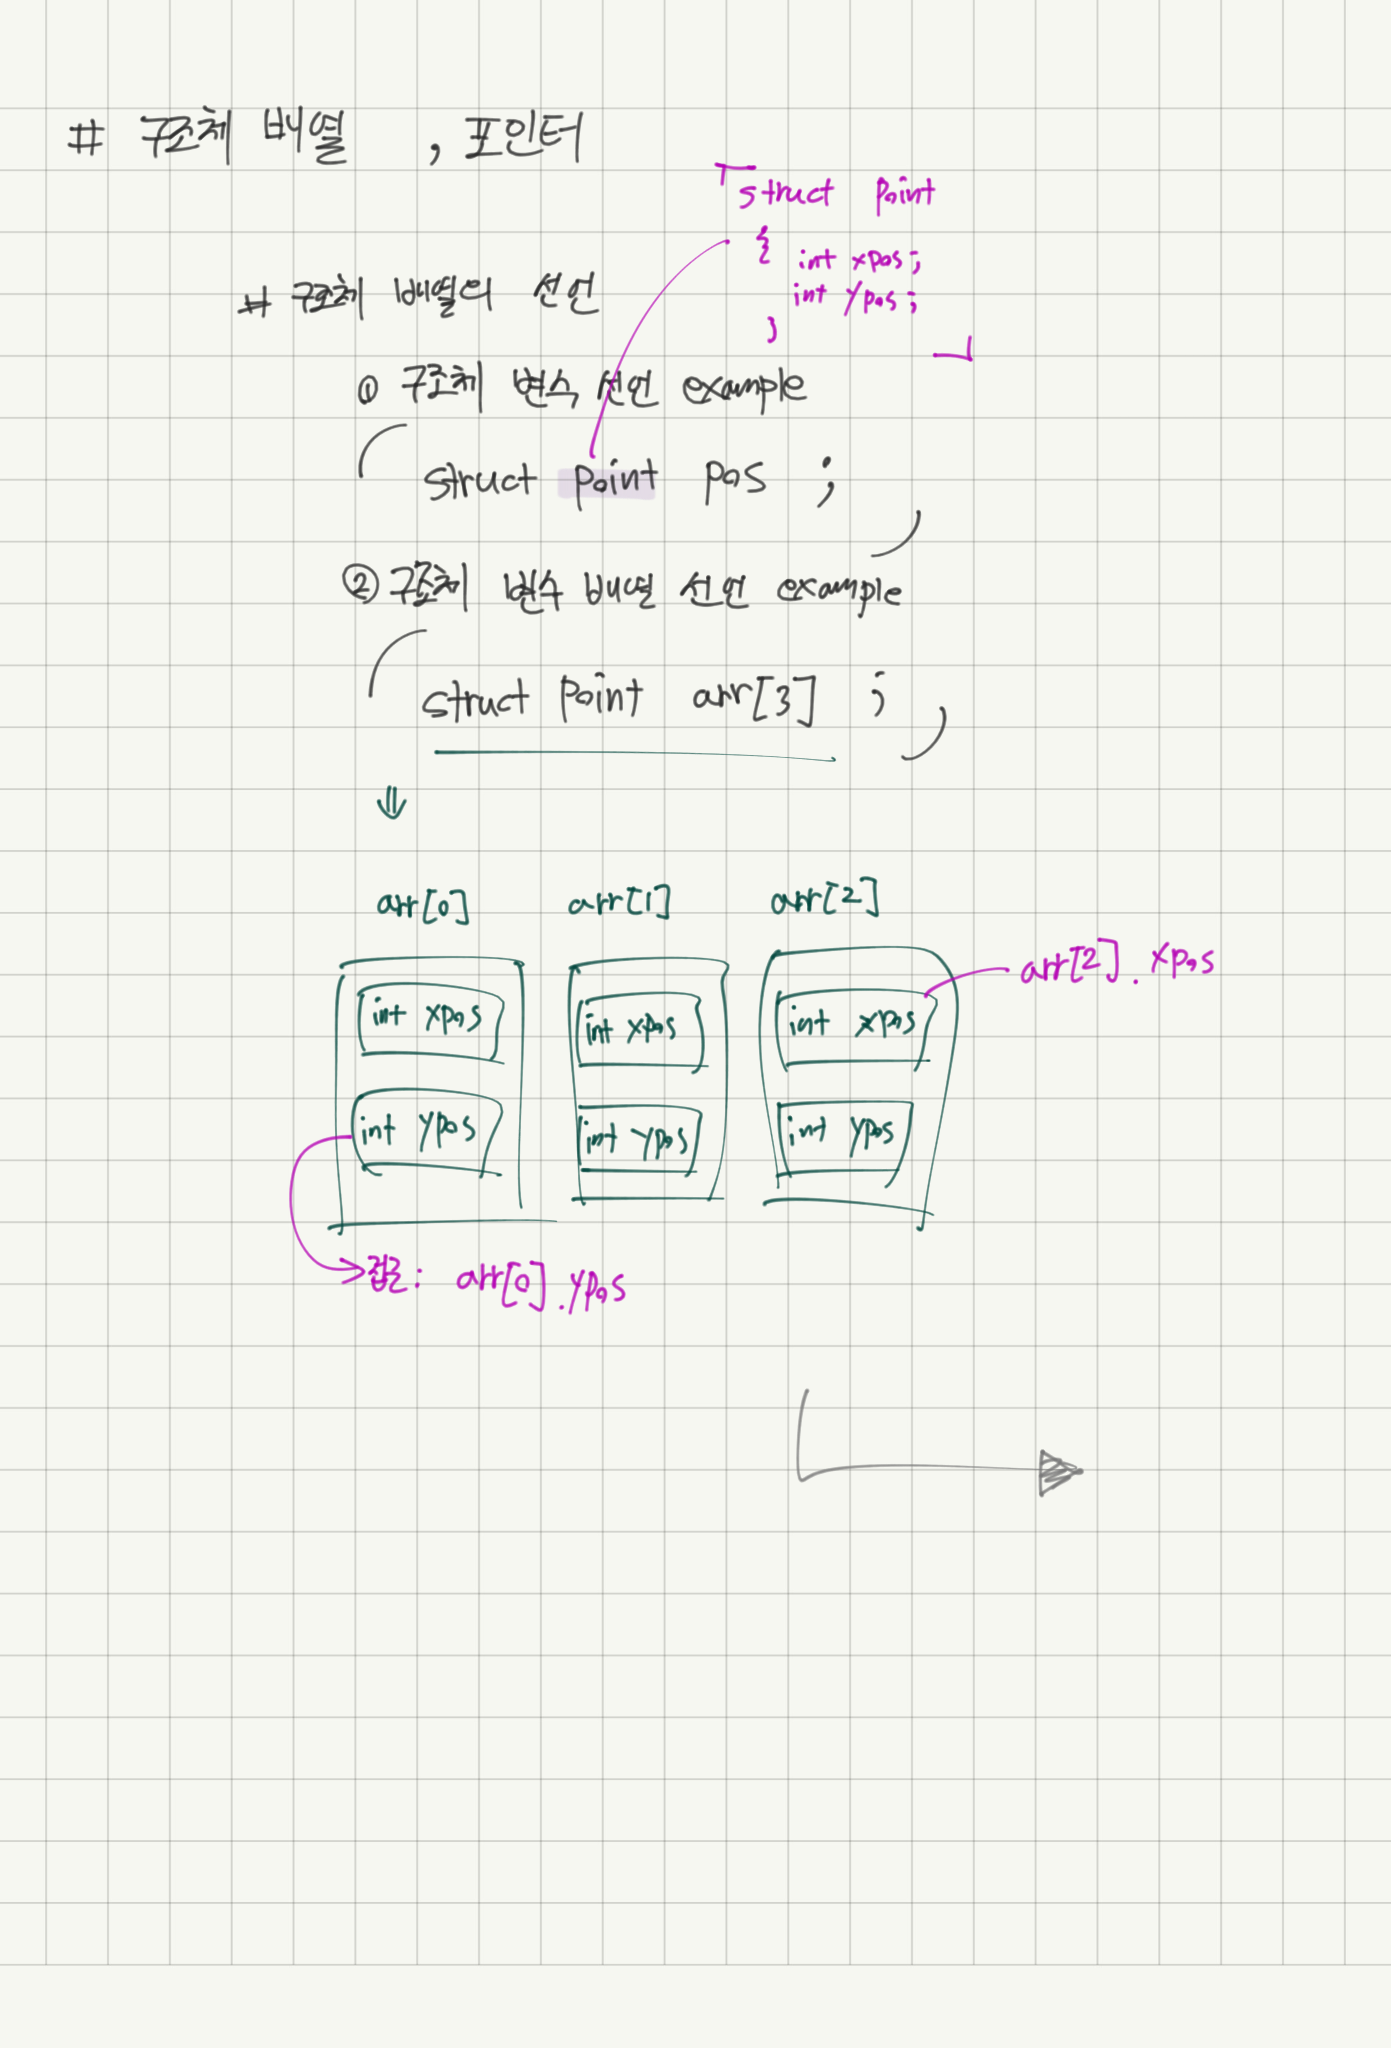 # 구조체 배열 , 포인터
struct Point
{ int xpos;
int ypos;
}
# 구조체 배열의 선언
① 구조체 변수 선언 example
struct Point pos ;
② 구조체 변수 배열 선언 example
struct Point arr[3] ;
arr[0] arr[1] arr[2]
arr[2]. xpos
int xpos int xpos int xpos
int ypos int ypos int ypos
접근: arr[0].ypos